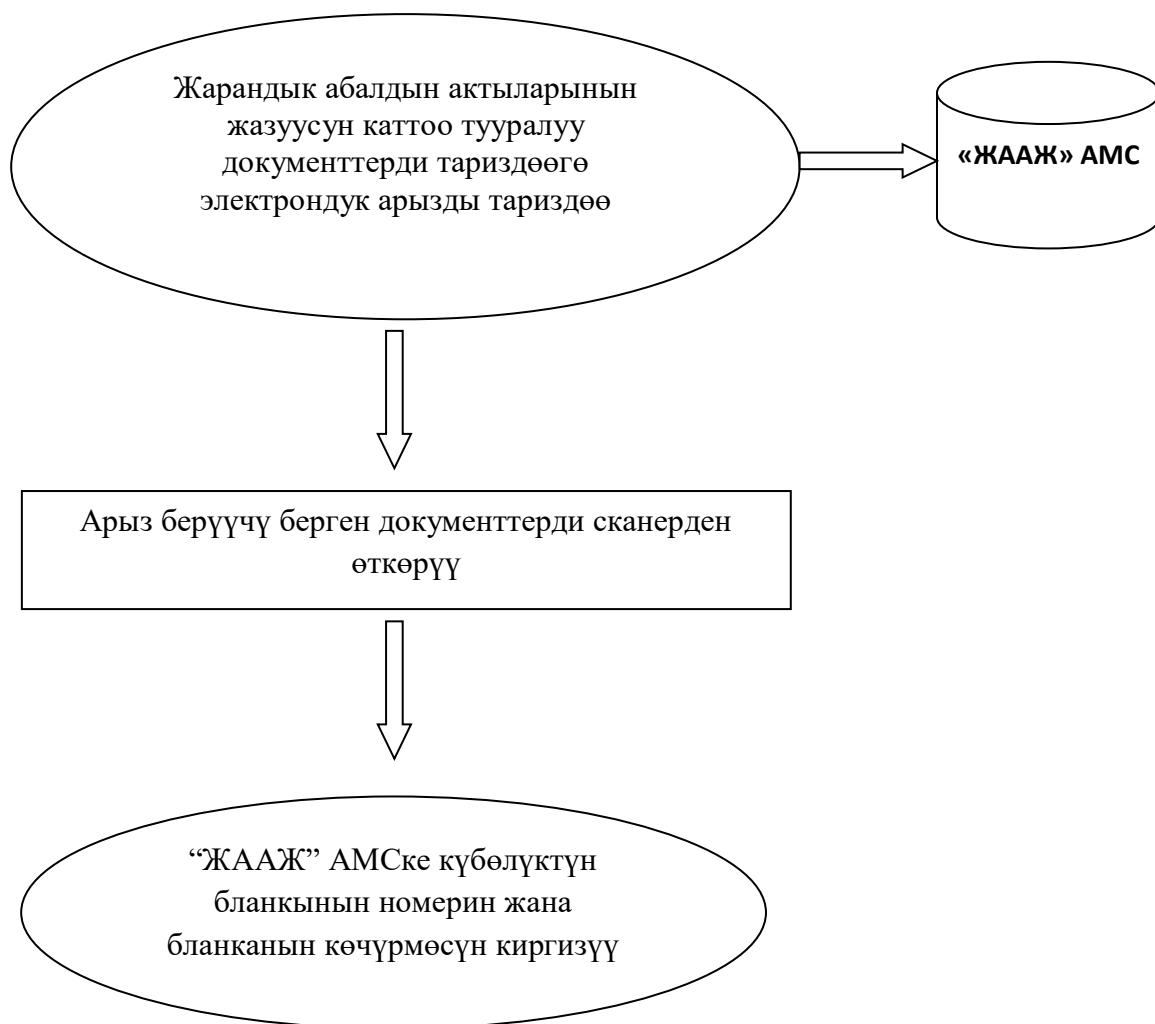 Жарандык абалдын актыларынын
жазуусун каттоо тууралуу
документтерди тариздөөгө
электрондук арызды тариздөө
«ЖААЖ» АМС
Арыз берүүчү берген документтерди сканерден
өткөрүү
“ЖААЖ” АМСке күбөлүктүн
бланкынын номерин жана
бланканын көчүрмөсүн киргизүү